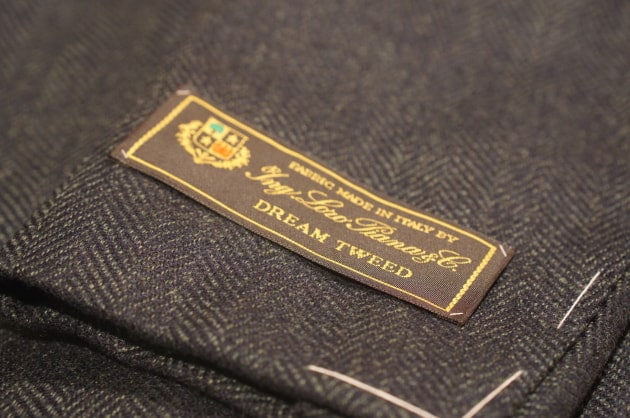 FABRIC MADE IN ITALY BY
Ing. Loro Piana & C.
DREAM TWEED